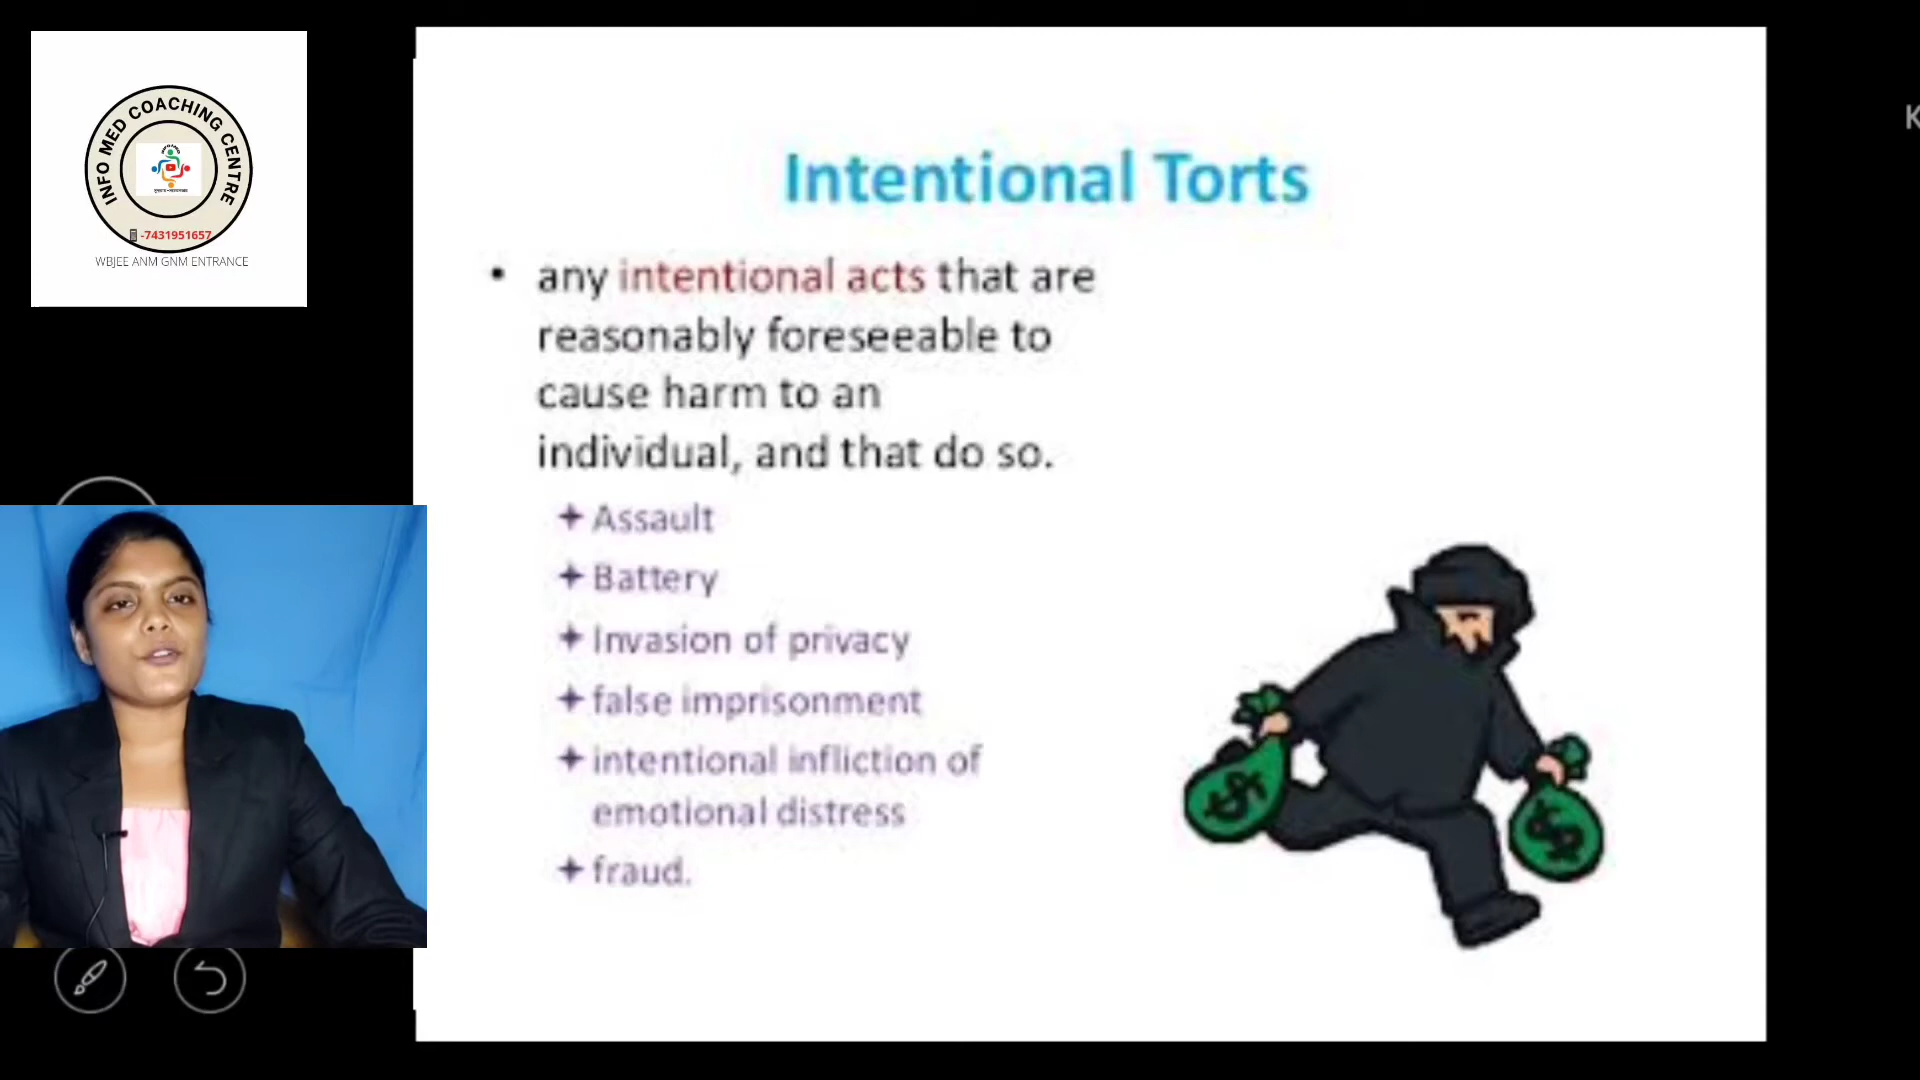 INFO MED COACHING CENTRE
-7431951657
WBJEE ANM GNM ENTRANCE
K
Intentional Torts
• any intentional acts that are
reasonably foreseeable to
cause harm to an
individual, and that do so.
Assault
Battery
Invasion of privacy
false imprisonment
intentional infliction of
emotional distress
fraud.
$
$